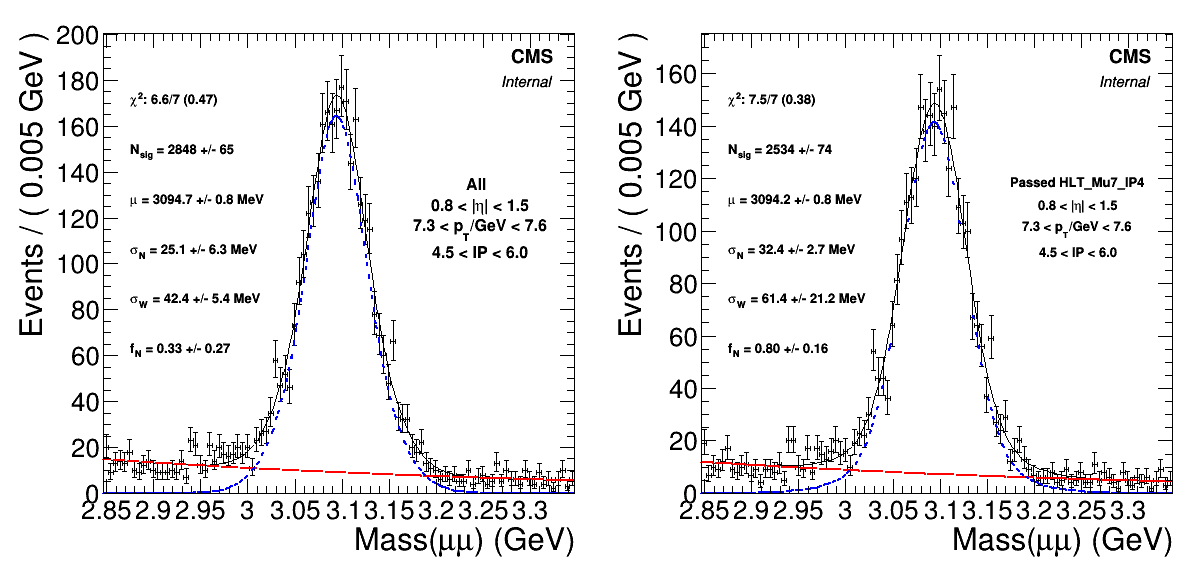 Events / ( 0.005 GeV )
200
180
160
140
120
100
80
60
40
20
0
CMS
Internal
χ²: 6.6/7 (0.47)
N_sig = 2848 +/- 65
μ = 3094.7 +/- 0.8 MeV
σ_N = 25.1 +/- 6.3 MeV
σ_W = 42.4 +/- 5.4 MeV
f_N = 0.33 +/- 0.27
All
0.8 < |η| < 1.5
7.3 < p_T/GeV < 7.6
4.5 < IP < 6.0
2.85 2.9 2.95 3 3.05 3.1 3.15 3.2 3.25 3.3
Mass(μμ) (GeV)
Events / ( 0.005 GeV )
160
140
120
100
80
60
40
20
0
CMS
Internal
χ²: 7.5/7 (0.38)
N_sig = 2534 +/- 74
μ = 3094.2 +/- 0.8 MeV
σ_N = 32.4 +/- 2.7 MeV
σ_W = 61.4 +/- 21.2 MeV
f_N = 0.80 +/- 0.16
Passed HLT_Mu7_IP4
0.8 < |η| < 1.5
7.3 < p_T/GeV < 7.6
4.5 < IP < 6.0
2.85 2.9 2.95 3 3.05 3.1 3.15 3.2 3.25 3.3
Mass(μμ) (GeV)